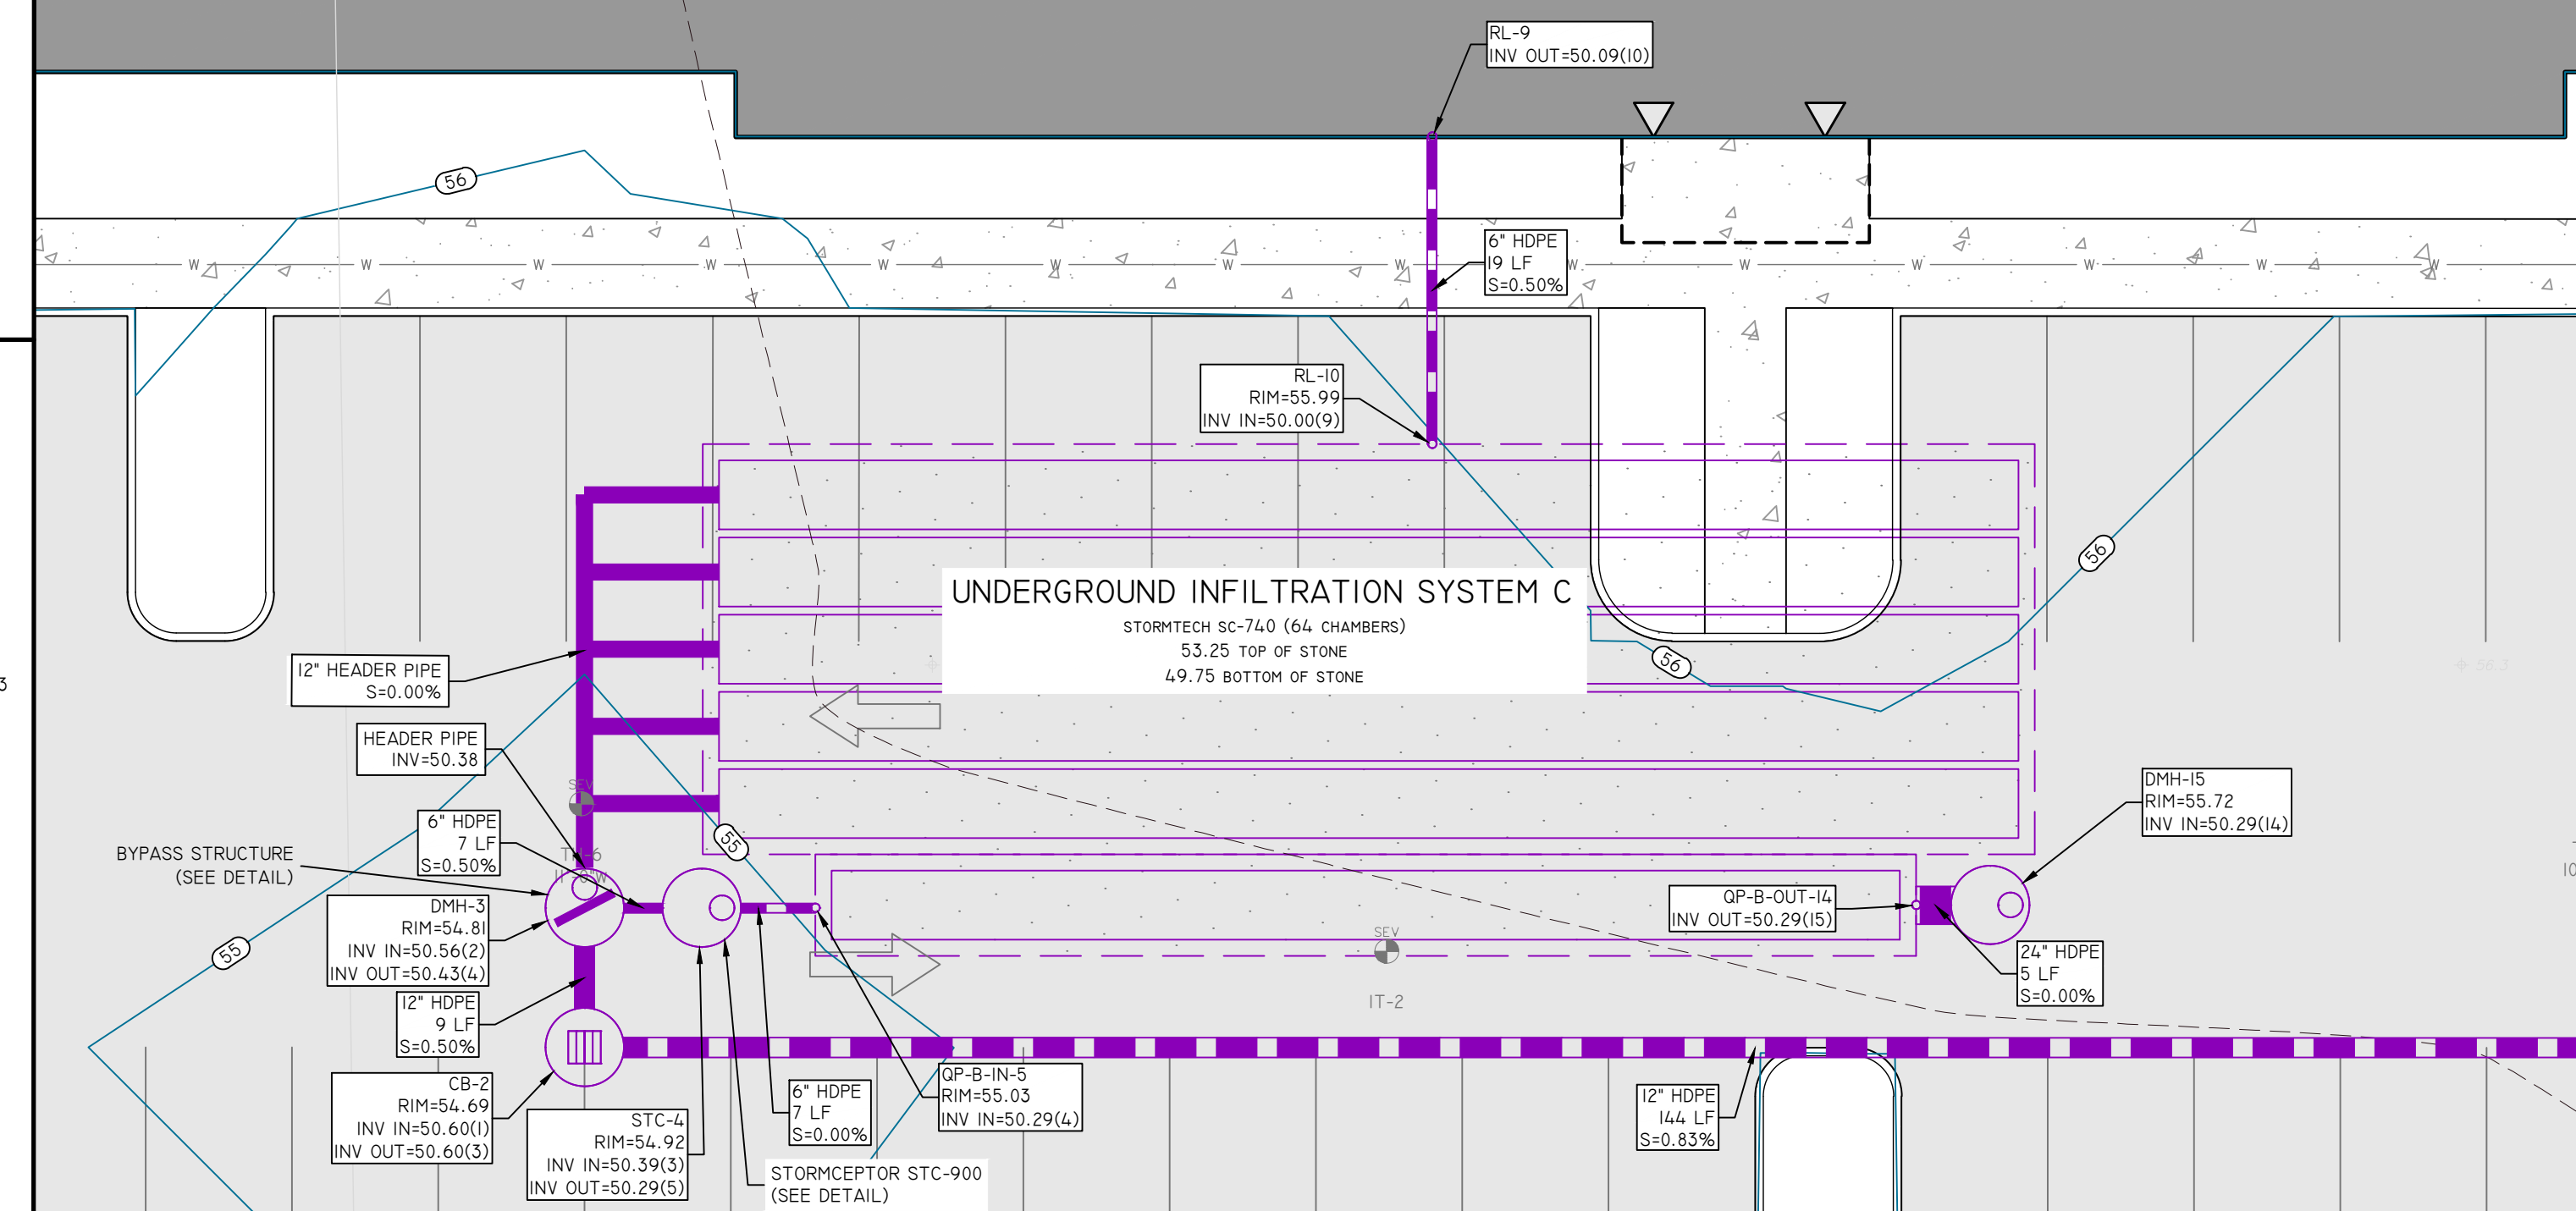 RL-9
INV OUT=50.09(10)
56
W W W W W W W W W W W W W W
6" HDPE
19 LF
S=0.50%
RL-10
RIM=55.99
INV IN=50.00(9)
56
UNDERGROUND INFILTRATION SYSTEM C
STORMTECH SC-740 (64 CHAMBERS)
53.25 TOP OF STONE
49.75 BOTTOM OF STONE
56
56.3
3
12" HEADER PIPE
S=0.00%
HEADER PIPE
INV=50.38
SEV
6" HDPE
7 LF
S=0.50%
55
DMH-15
RIM=55.72
INV IN=50.29(14)
BYPASS STRUCTURE
(SEE DETAIL)
10
DMH-3
RIM=54.81
INV IN=50.56(2)
INV OUT=50.43(4)
QP-B-OUT-14
INV OUT=50.29(15)
SEV
55
24" HDPE
5 LF
S=0.00%
IT-2
12" HDPE
9 LF
S=0.50%
CB-2
RIM=54.69
INV IN=50.60(1)
INV OUT=50.60(3)
STC-4
RIM=54.92
INV IN=50.39(3)
INV OUT=50.29(5)
6" HDPE
7 LF
S=0.00%
QP-B-IN-5
RIM=55.03
INV IN=50.29(4)
12" HDPE
144 LF
S=0.83%
STORMCEPTOR STC-900
(SEE DETAIL)